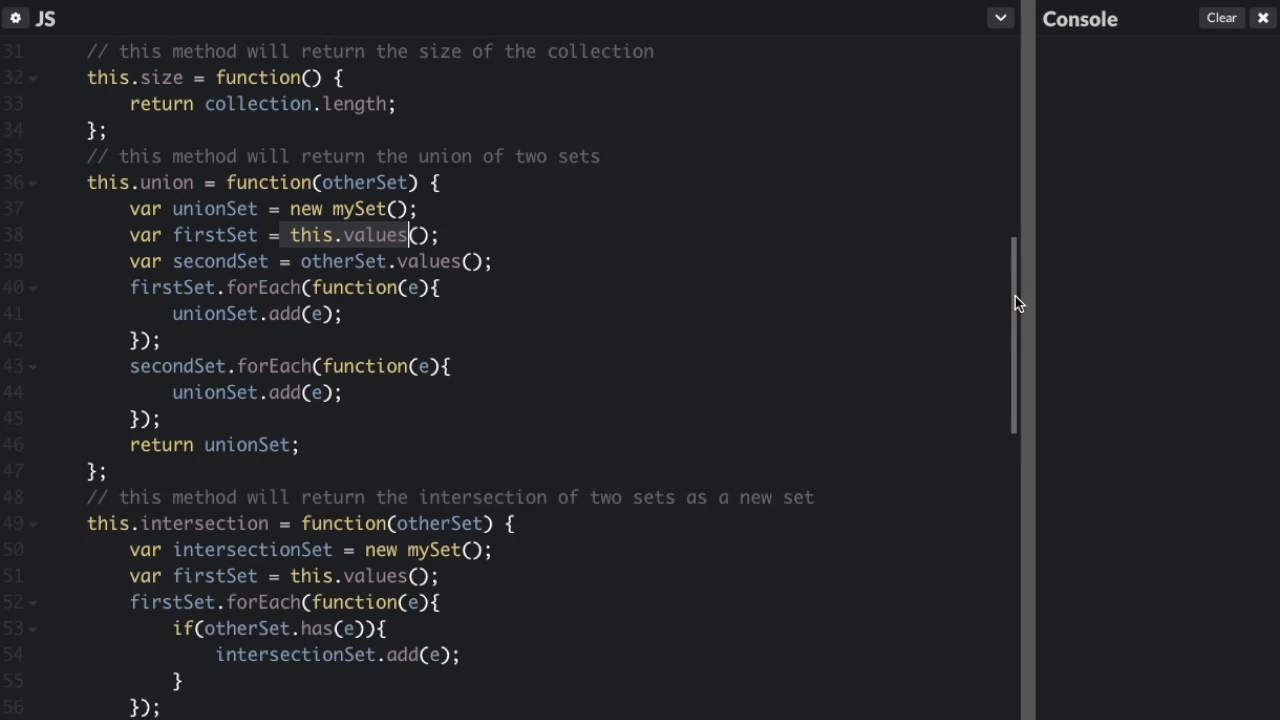 JS
Console
Clear
31 // this method will return the size of the collection
32 this.size = function() {
33 return collection.length;
34 };
35 // this method will return the union of two sets
36 this.union = function(otherSet) {
37 var unionSet = new mySet();
38 var firstSet = this.values();
39 var secondSet = otherSet.values();
40 firstSet.forEach(function(e){
41 unionSet.add(e);
42 });
43 secondSet.forEach(function(e){
44 unionSet.add(e);
45 });
46 return unionSet;
47 };
48 // this method will return the intersection of two sets as a new set
49 this.intersection = function(otherSet) {
50 var intersectionSet = new mySet();
51 var firstSet = this.values();
52 firstSet.forEach(function(e){
53 if(otherSet.has(e)){
54 intersectionSet.add(e);
55 }
56 });